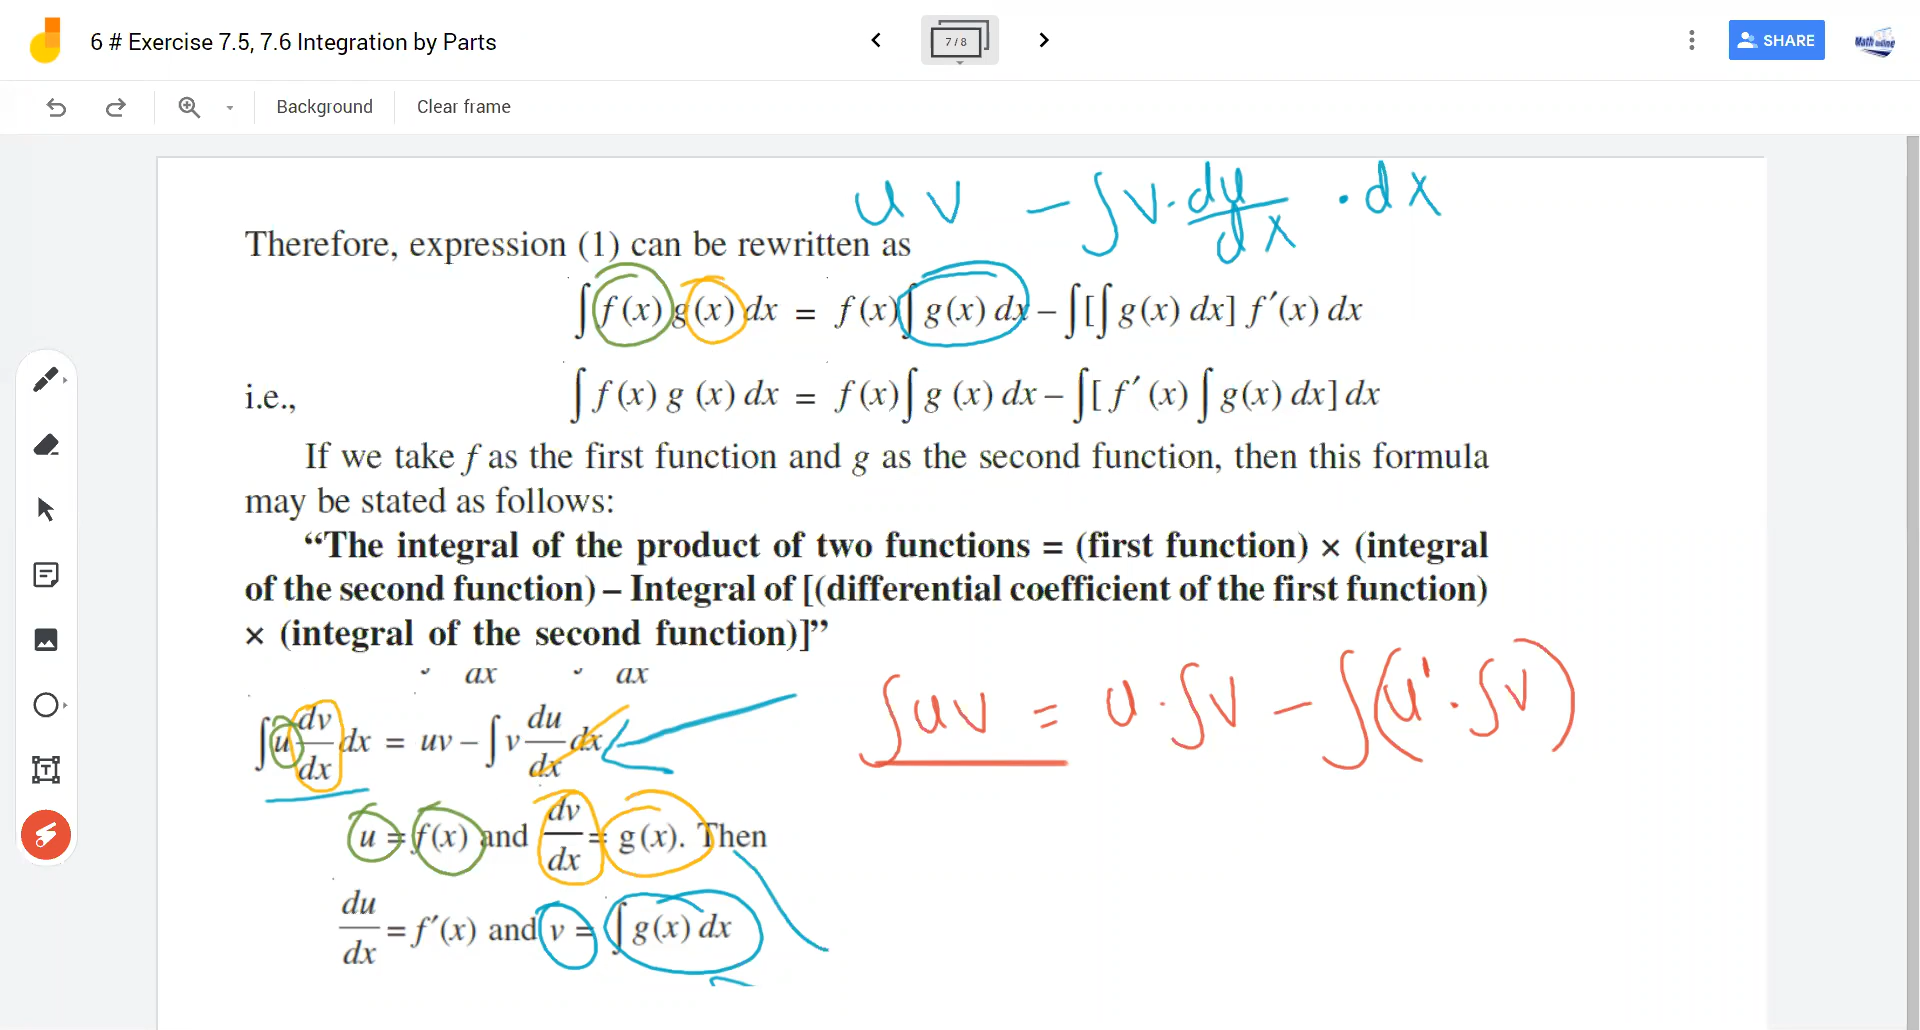 6 # Exercise 7.5, 7.6 Integration by Parts
7 / 8
SHARE
Math online
Background
Clear frame
u v − ∫ v · du/dx · dx
Therefore, expression (1) can be rewritten as
∫ f (x) g (x) dx = f (x) ∫ g(x) dx – ∫ [∫ g(x) dx] f ′(x) dx
i.e., ∫ f (x) g (x) dx = f (x) ∫ g (x) dx – ∫ [ f ′ (x) ∫ g(x) dx] dx
If we take f as the first function and g as the second function, then this formula
may be stated as follows:
“The integral of the product of two functions = (first function) × (integral
of the second function) – Integral of [(differential coefficient of the first function)
× (integral of the second function)]”
dx dx
∫ u dv/dx dx = uv – ∫ v du/dx dx
∫ uv = u · ∫ v − ∫ (u' · ∫ v)
u = f(x) and dv/dx = g(x). Then
du/dx = f′(x) and v = ∫ g(x) dx